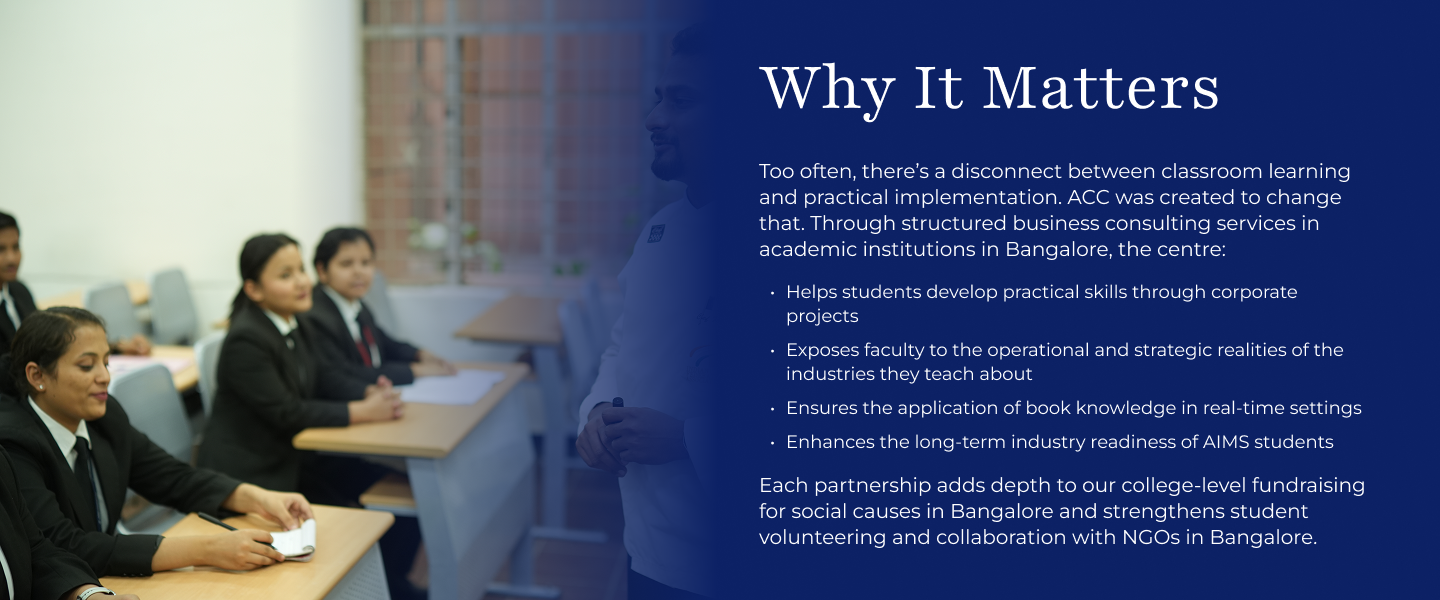 Why It Matters
Too often, there’s a disconnect between classroom learning
and practical implementation. ACC was created to change
that. Through structured business consulting services in
academic institutions in Bangalore, the centre:
• Helps students develop practical skills through corporate
projects
• Exposes faculty to the operational and strategic realities of the
industries they teach about
• Ensures the application of book knowledge in real-time settings
• Enhances the long-term industry readiness of AIMS students
Each partnership adds depth to our college-level fundraising
for social causes in Bangalore and strengthens student
volunteering and collaboration with NGOs in Bangalore.